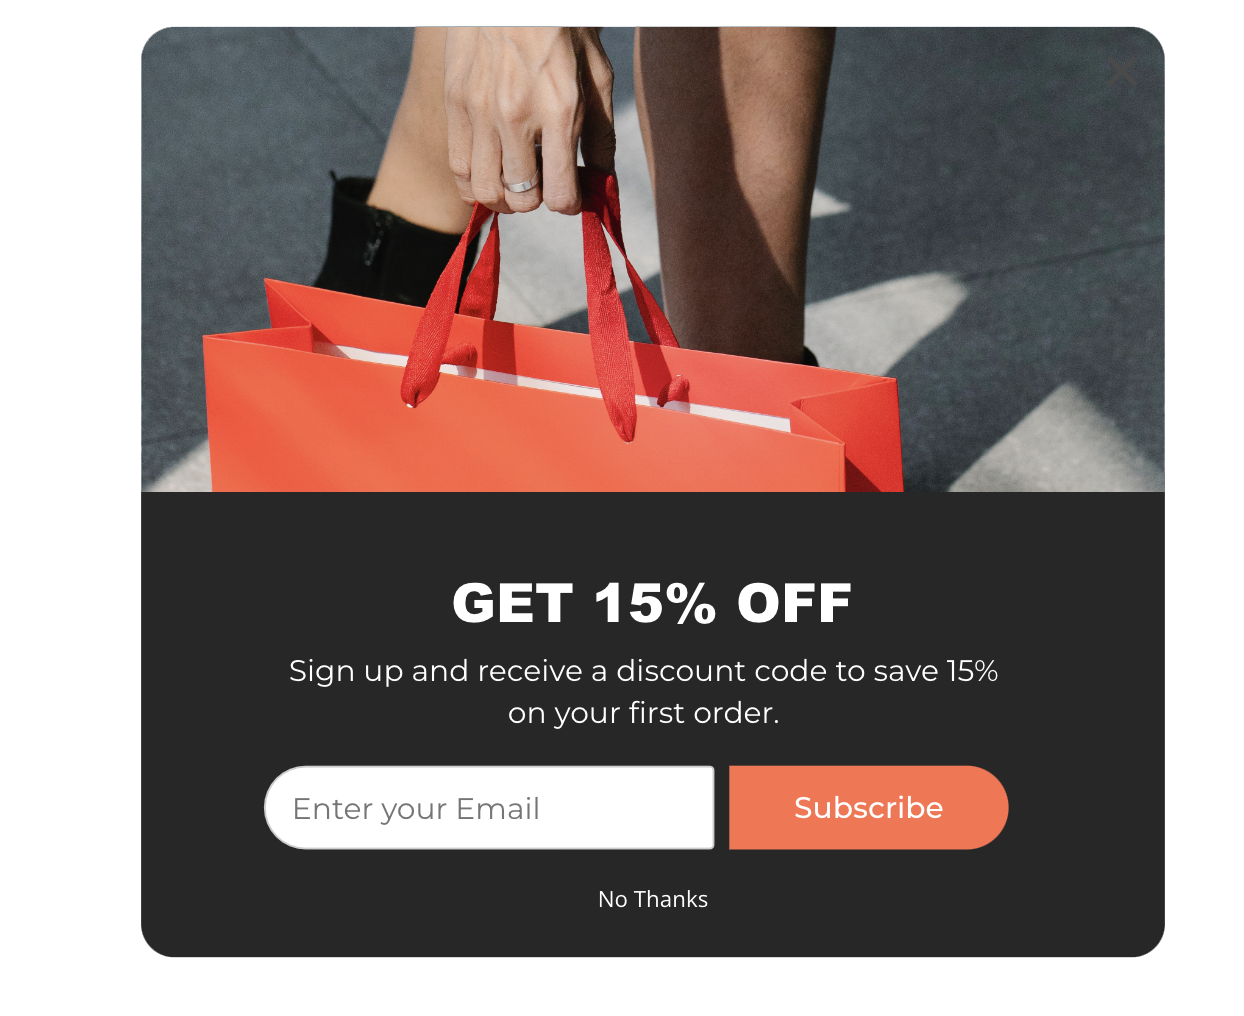 GET 15% OFF
Sign up and receive a discount code to save 15%
on your first order.
Enter your Email
Subscribe
No Thanks